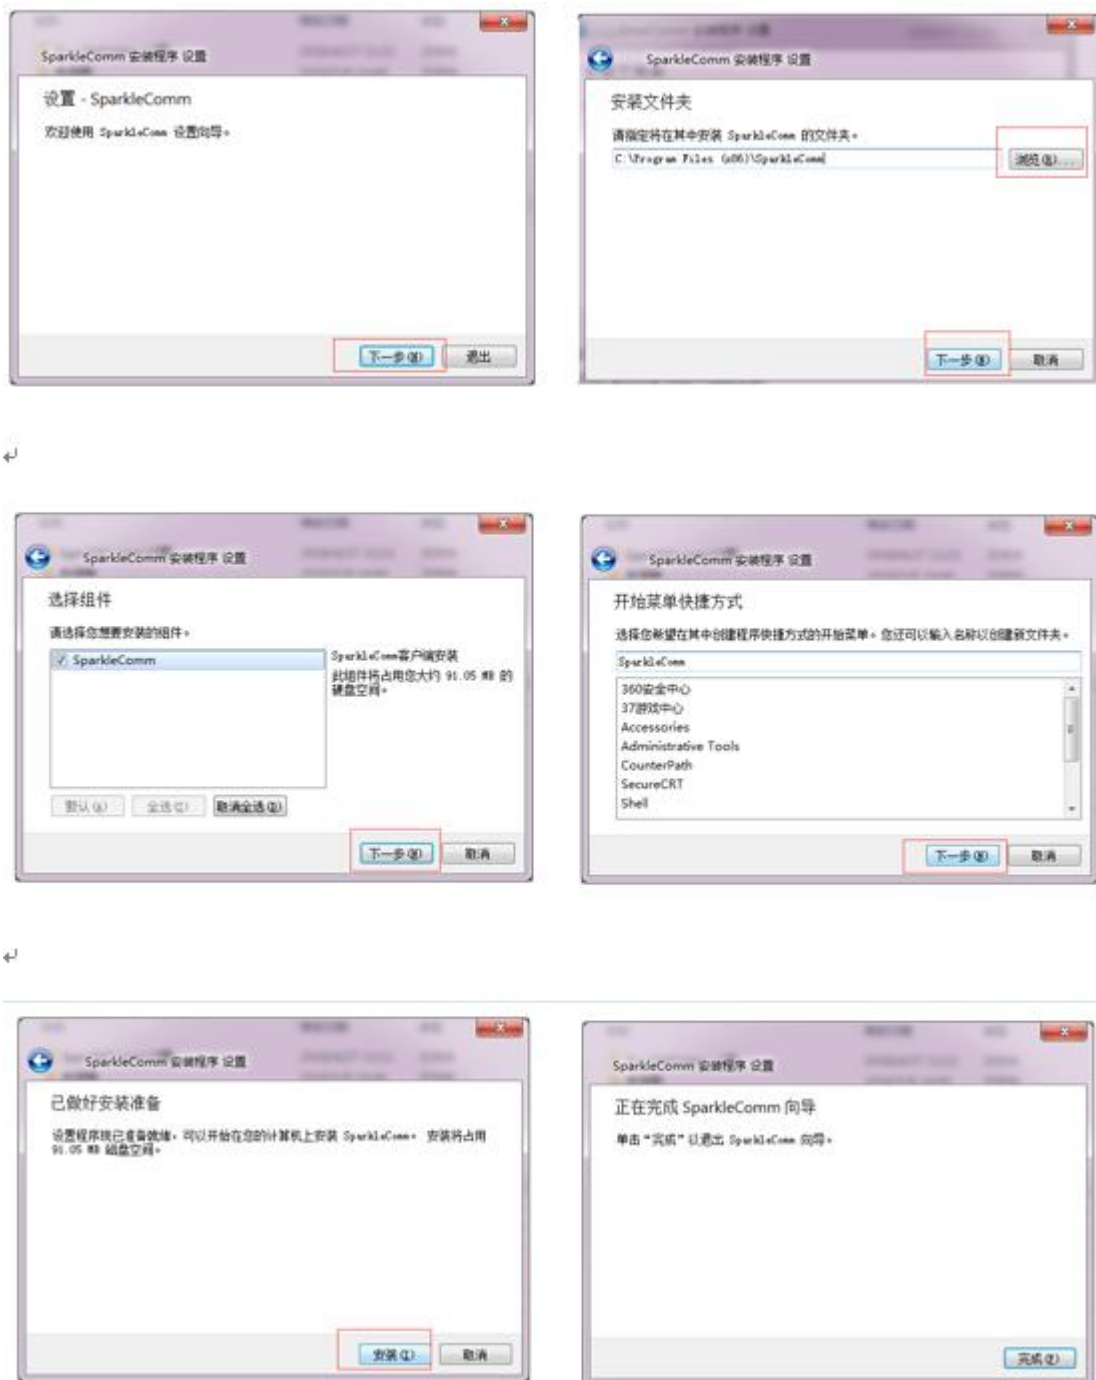 SparkleComm 安装程序 设置
设置 - SparkleComm
欢迎使用 SparkleComm 设置向导。
下一步(N)
退出
SparkleComm 安装程序 设置
安装文件夹
请指定将在其中安装 SparkleComm 的文件夹。
C:\Program Files (x86)\SparkleComm
浏览(R)...
下一步(N)
取消
SparkleComm 安装程序 设置
选择组件
请选择您想要安装的组件。
SparkleComm
SparkleComm客户端安装
此组件将占用您大约 91.05 MB 的
硬盘空间。
默认(A)
全选
取消全选(D)
下一步(N)
取消
SparkleComm 安装程序 设置
开始菜单快捷方式
选择您希望在其中创建程序快捷方式的开始菜单。您还可以输入名称以创建新文件夹。
SparkleComm
360安全中心
37游戏中心
Accessories
Administrative Tools
CounterPath
SecureCRT
Shell
下一步(N)
取消
SparkleComm 安装程序 设置
已做好安装准备
设置程序现已准备就绪，可以开始在您的计算机上安装 SparkleComm。 安装将占用
91.05 MB 磁盘空间。
安装(I)
取消
SparkleComm 安装程序 设置
正在完成 SparkleComm 向导
单击“完成”以退出 SparkleComm 向导。
完成(F)